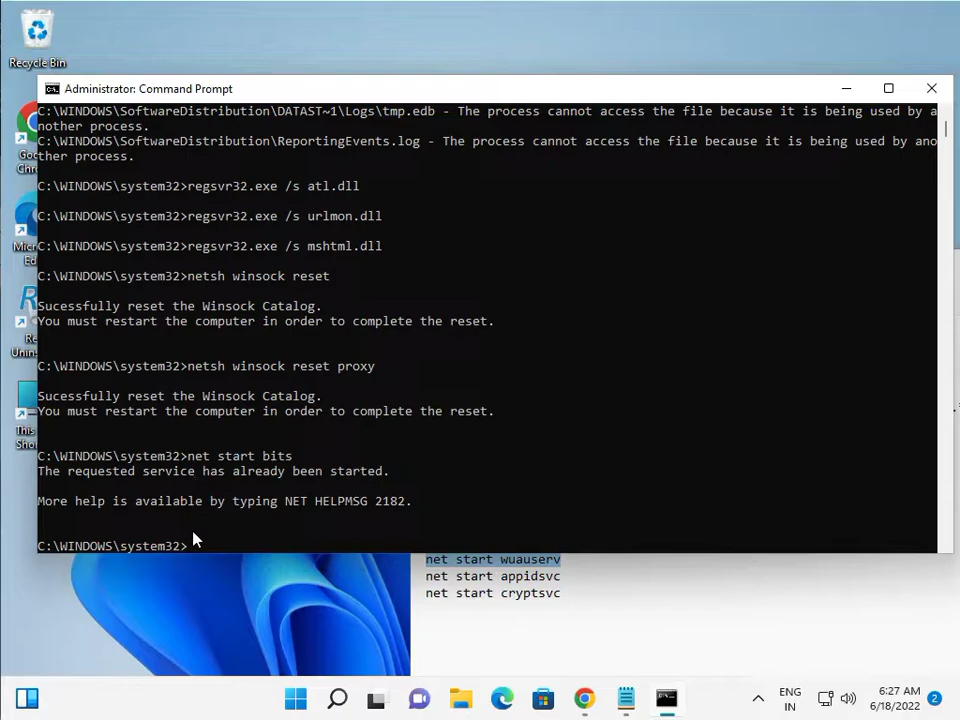 Recycle Bin
Administrator: Command Prompt
C:\WINDOWS\SoftwareDistribution\DATAST~1\Logs\tmp.edb - The process cannot access the file because it is being used by a
nother process.
C:\WINDOWS\SoftwareDistribution\ReportingEvents.log - The process cannot access the file because it is being used by ano
ther process.
C:\WINDOWS\system32>regsvr32.exe /s atl.dll
C:\WINDOWS\system32>regsvr32.exe /s urlmon.dll
C:\WINDOWS\system32>regsvr32.exe /s mshtml.dll
C:\WINDOWS\system32>netsh winsock reset
Sucessfully reset the Winsock Catalog.
You must restart the computer in order to complete the reset.
C:\WINDOWS\system32>netsh winsock reset proxy
Sucessfully reset the Winsock Catalog.
You must restart the computer in order to complete the reset.
C:\WINDOWS\system32>net start bits
The requested service has already been started.
More help is available by typing NET HELPMSG 2182.
C:\WINDOWS\system32>
net start wuauserv
net start appidsvc
net start cryptsvc
ENG
IN
6:27 AM
6/18/2022
2